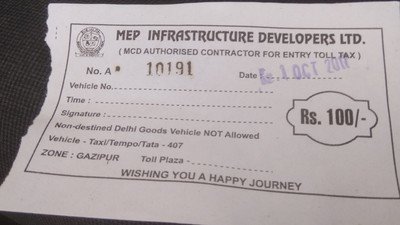 MEP INFRASTRUCTURE DEVELOPERS LTD.
( MCD AUTHORISED CONTRACTOR FOR ENTRY TOLL TAX )
No. A 10191 Date 1 OCT
Vehicle No.
Time :
Signature :
Rs. 100/-
Non-destined Delhi Goods Vehicle NOT Allowed
Vehicle - Taxi/Tempo/Tata - 407
ZONE : GAZIPUR Toll Plaza
WISHING YOU A HAPPY JOURNEY